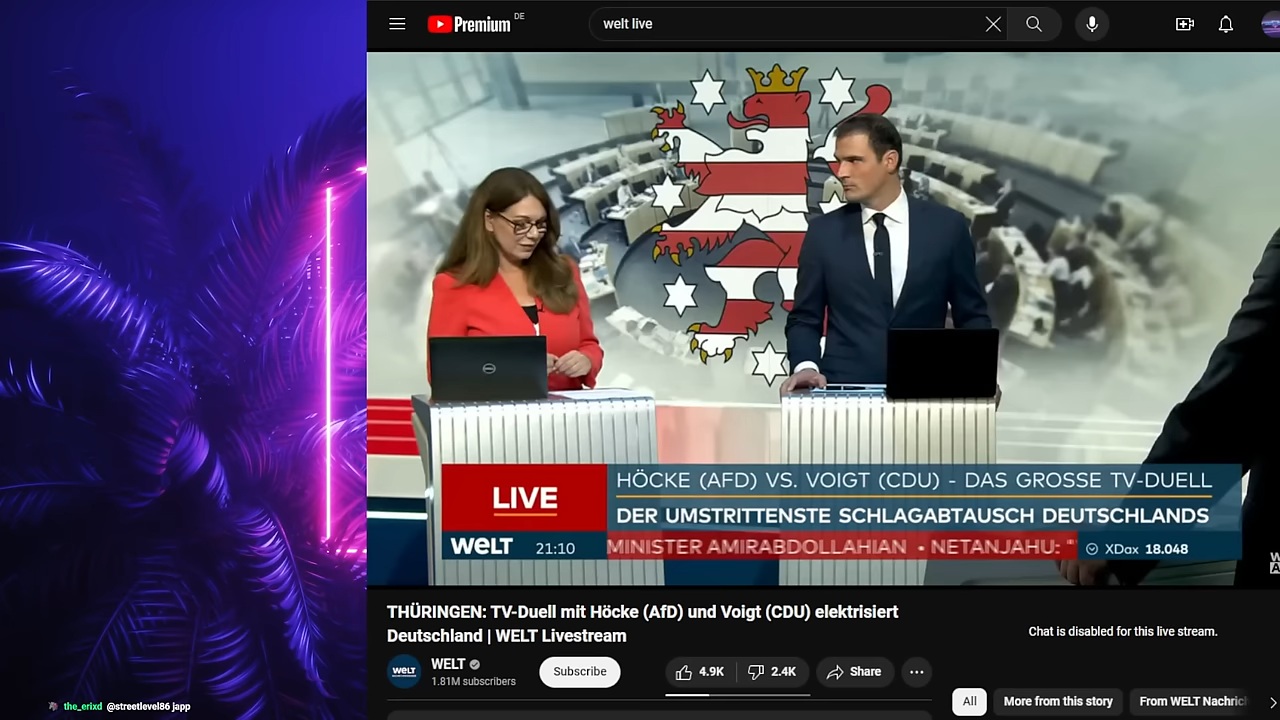 Premium DE
welt live
LIVE
HÖCKE (AFD) VS. VOIGT (CDU) - DAS GROSSE TV-DUELL
DER UMSTRITTENSTE SCHLAGABTAUSCH DEUTSCHLANDS
welt 21:10
MINISTER AMIRABDOLLAHIAN • NETANJAHU: "
XDax 18.048
THÜRINGEN: TV-Duell mit Höcke (AfD) und Voigt (CDU) elektrisiert
Deutschland | WELT Livestream
Chat is disabled for this live stream.
welt
WELT
1.81M subscribers
Subscribe
4.9K
2.4K
Share
All
More from this story
From WELT Nachric
the_erixd @streetlevel86 japp